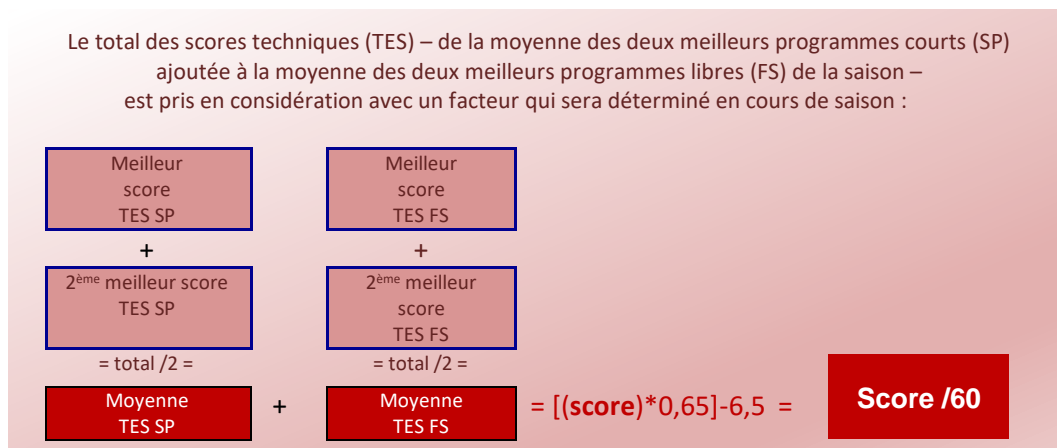 Le total des scores techniques (TES) – de la moyenne des deux meilleurs programmes courts (SP)
ajoutée à la moyenne des deux meilleurs programmes libres (FS) de la saison –
est pris en considération avec un facteur qui sera déterminé en cours de saison :
Meilleur
score
TES SP
+
2ème meilleur score
TES SP
= total /2 =
Moyenne
TES SP
+
Meilleur
score
TES FS
+
2ème meilleur
score
TES FS
= total /2 =
Moyenne
TES FS
= [(score)*0,65]-6,5 =
Score /60